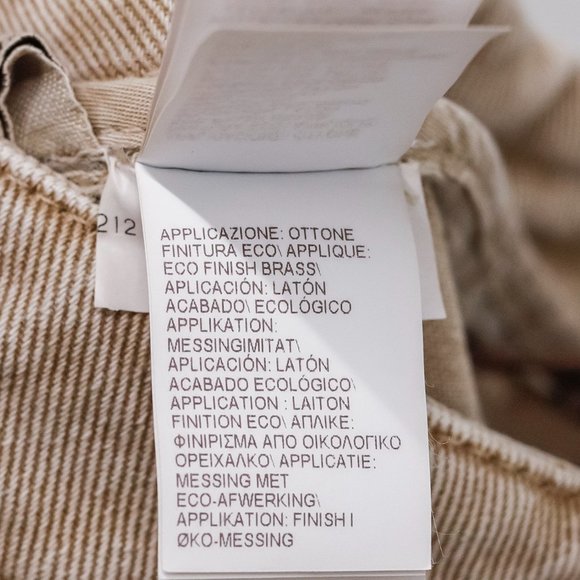 212
APPLICAZIONE: OTTONE
FINITURA ECO\ APPLIQUE:
ECO FINISH BRASS\
APLICACIÓN: LATÓN
ACABADO\ ECOLÓGICO
APPLIKATION:
MESSINGIMITAT\
APLICACIÓN: LATÓN
ACABADO ECOLÓGICO\
APPLICATION : LAITON
FINITION ECO\ ΑΠΛΙΚΕ:
ΦΙΝΙΡΙΣΜΑ ΑΠΟ ΟΙΚΟΛΟΓΙΚΟ
ΟΡΕΙΧΑΛΚΟ\ APPLICATIE:
MESSING MET
ECO-AFWERKING\
APPLIKATION: FINISH I
ØKO-MESSING